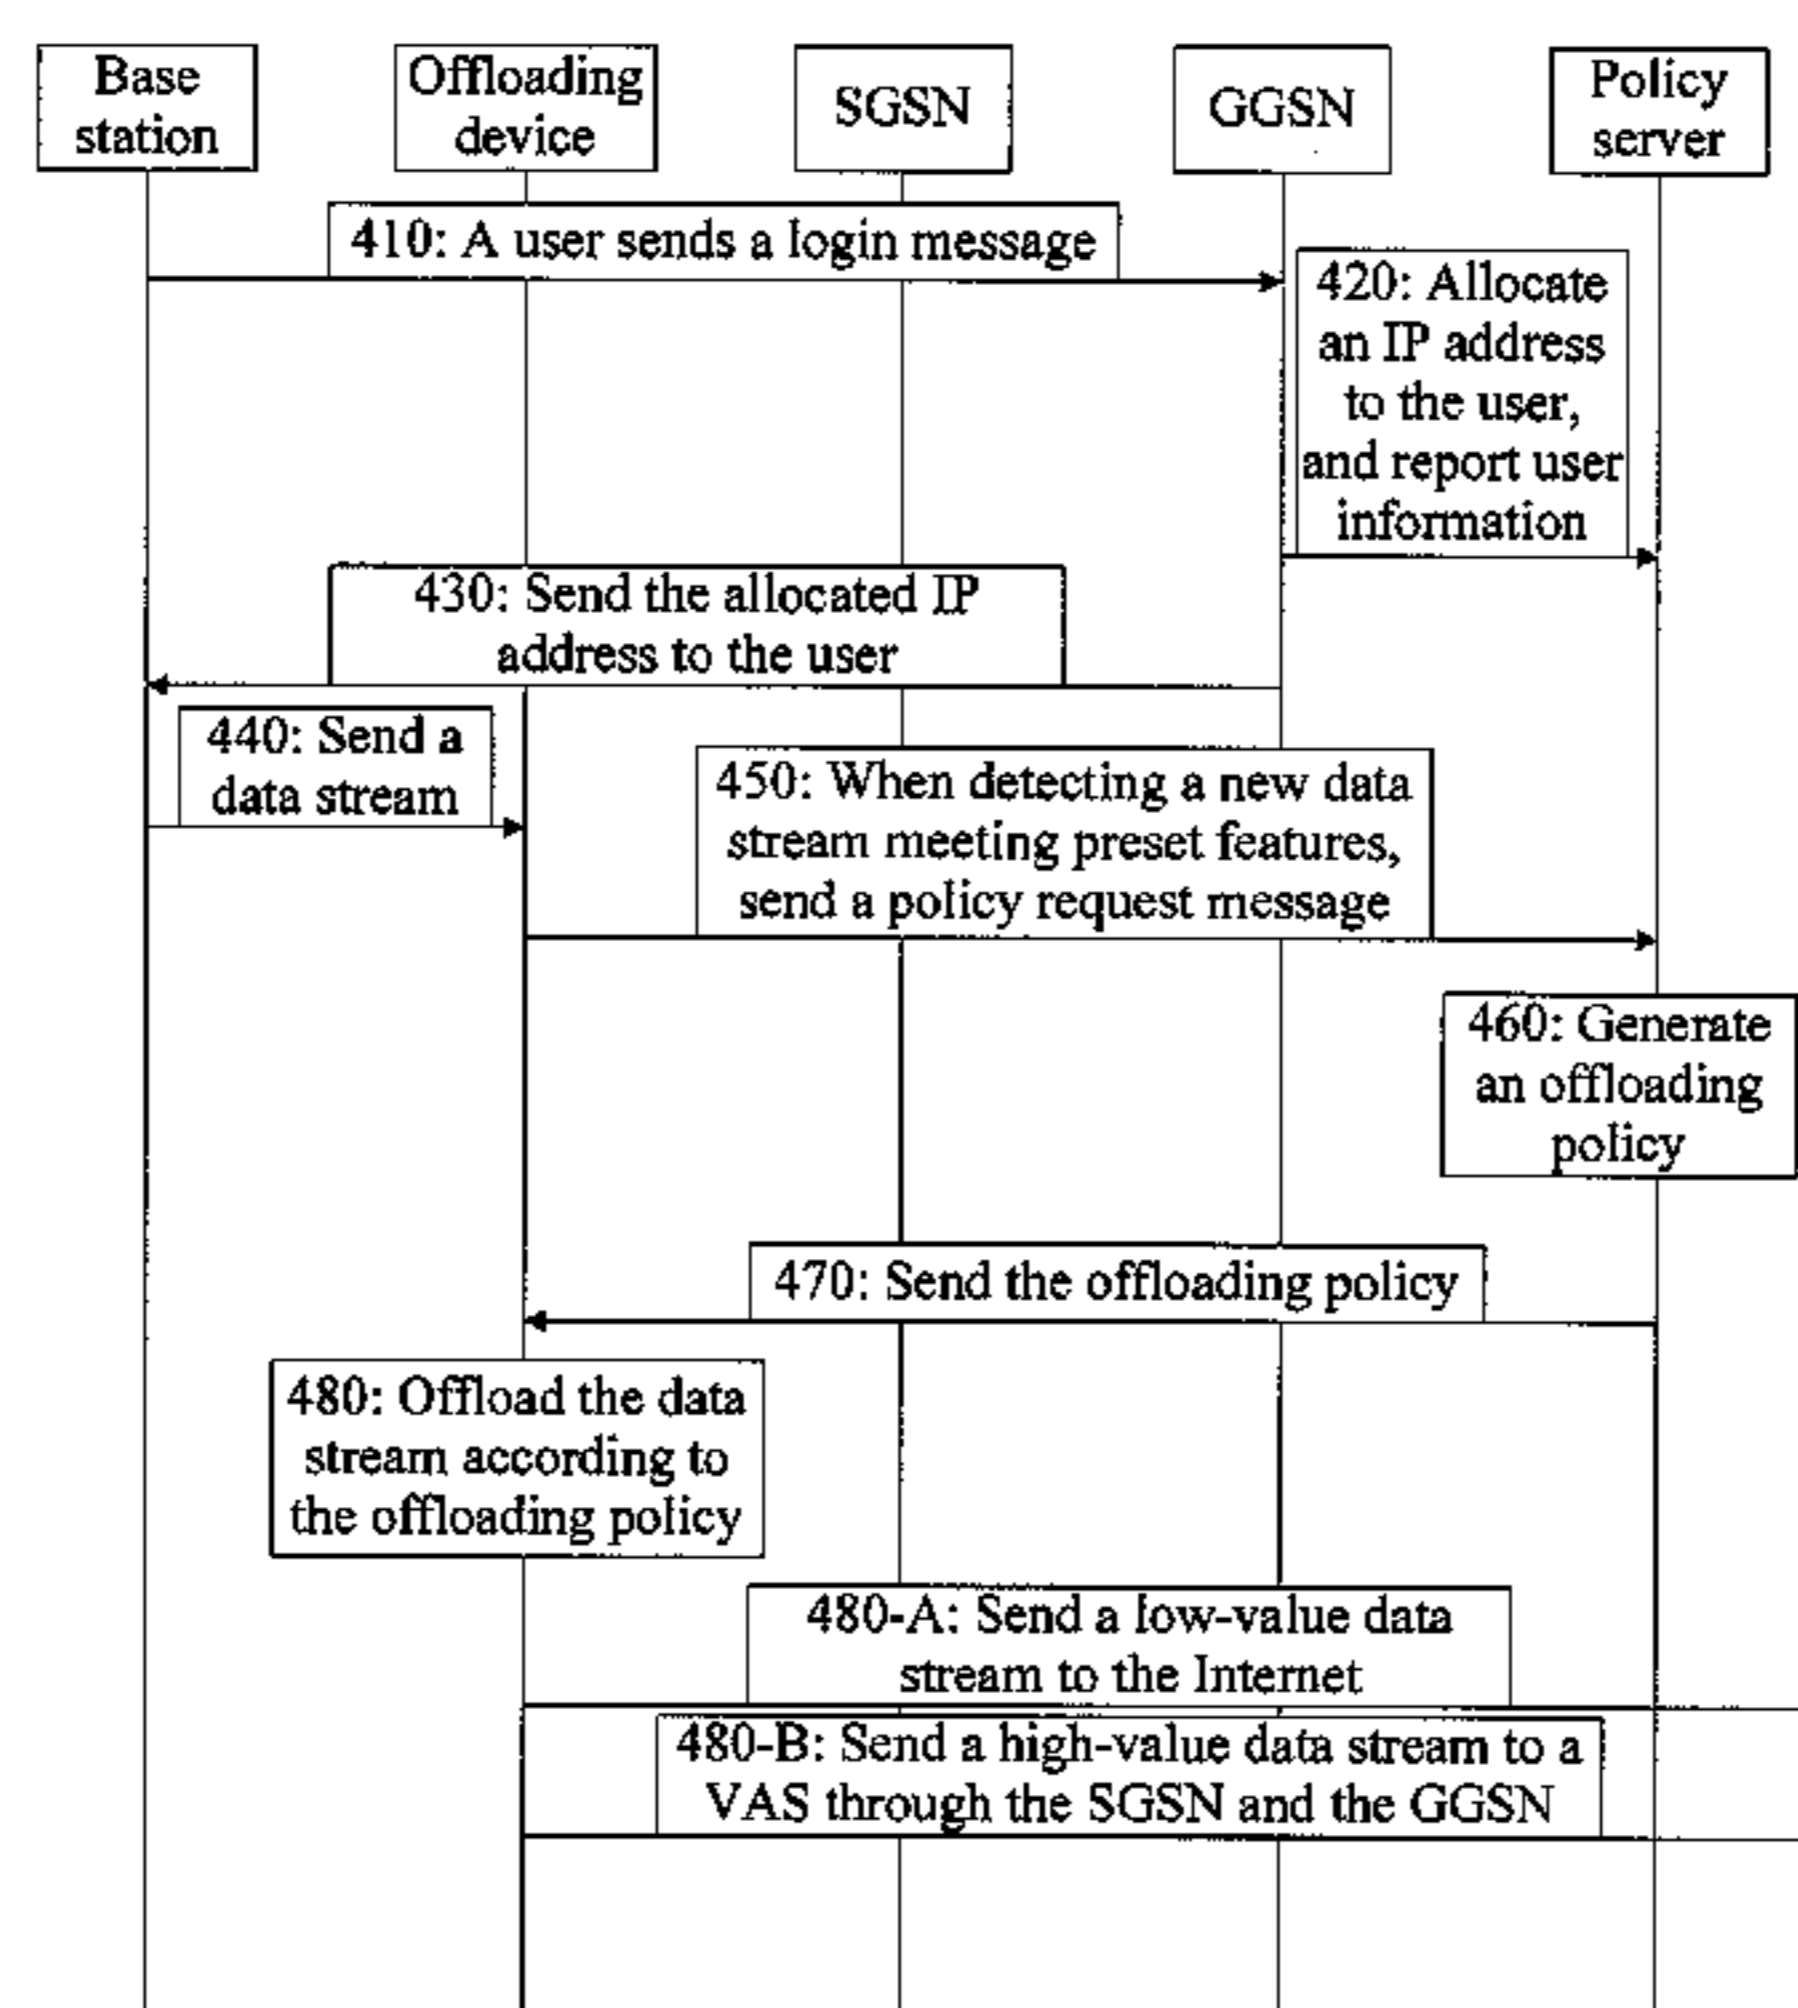 Base
station
Offloading
device
SGSN
GGSN
Policy
server
410: A user sends a login message
420: Allocate
an IP address
to the user,
and report user
information
430: Send the allocated IP
address to the user
440: Send a
data stream
450: When detecting a new data
stream meeting preset features,
send a policy request message
460: Generate
an offloading
policy
470: Send the offloading policy
480: Offload the data
stream according to
the offloading policy
480-A: Send a low-value data
stream to the Internet
480-B: Send a high-value data stream to a
VAS through the SGSN and the GGSN